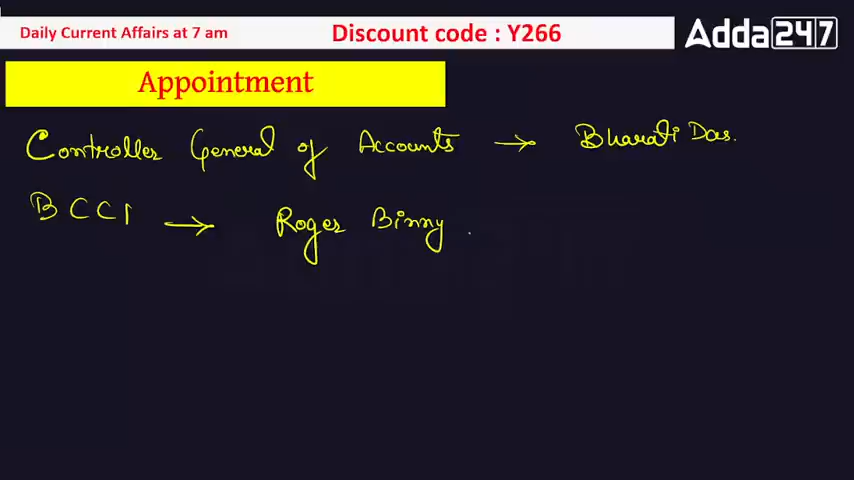 Daily Current Affairs at 7 am Discount code : Y266 Adda247
Appointment
Controller General of Accounts → Bharati Das.
BCCI → Roger Binny .